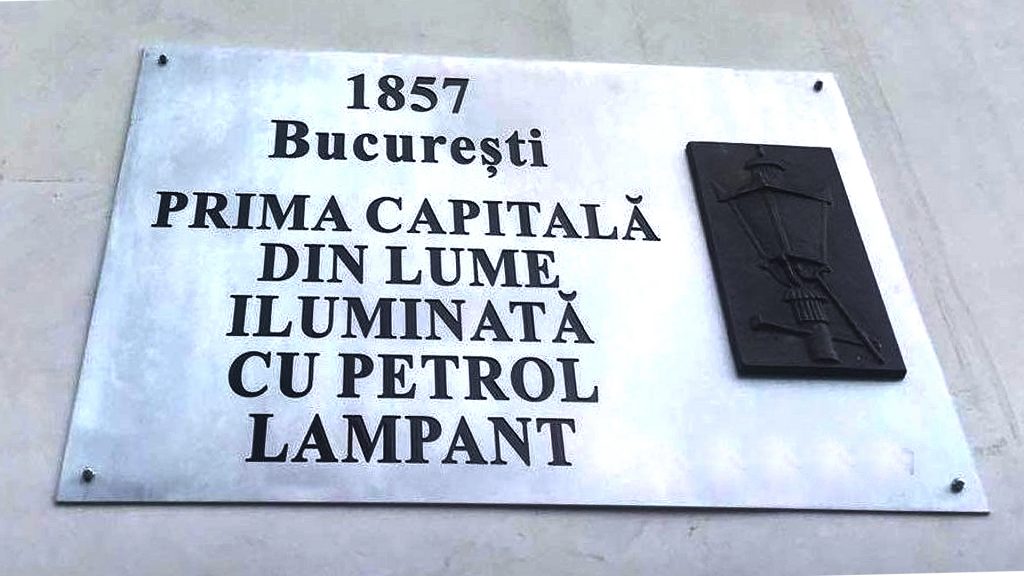 1857
București
PRIMA CAPITALĂ
DIN LUME
ILUMINATĂ
CU PETROL
LAMPANT